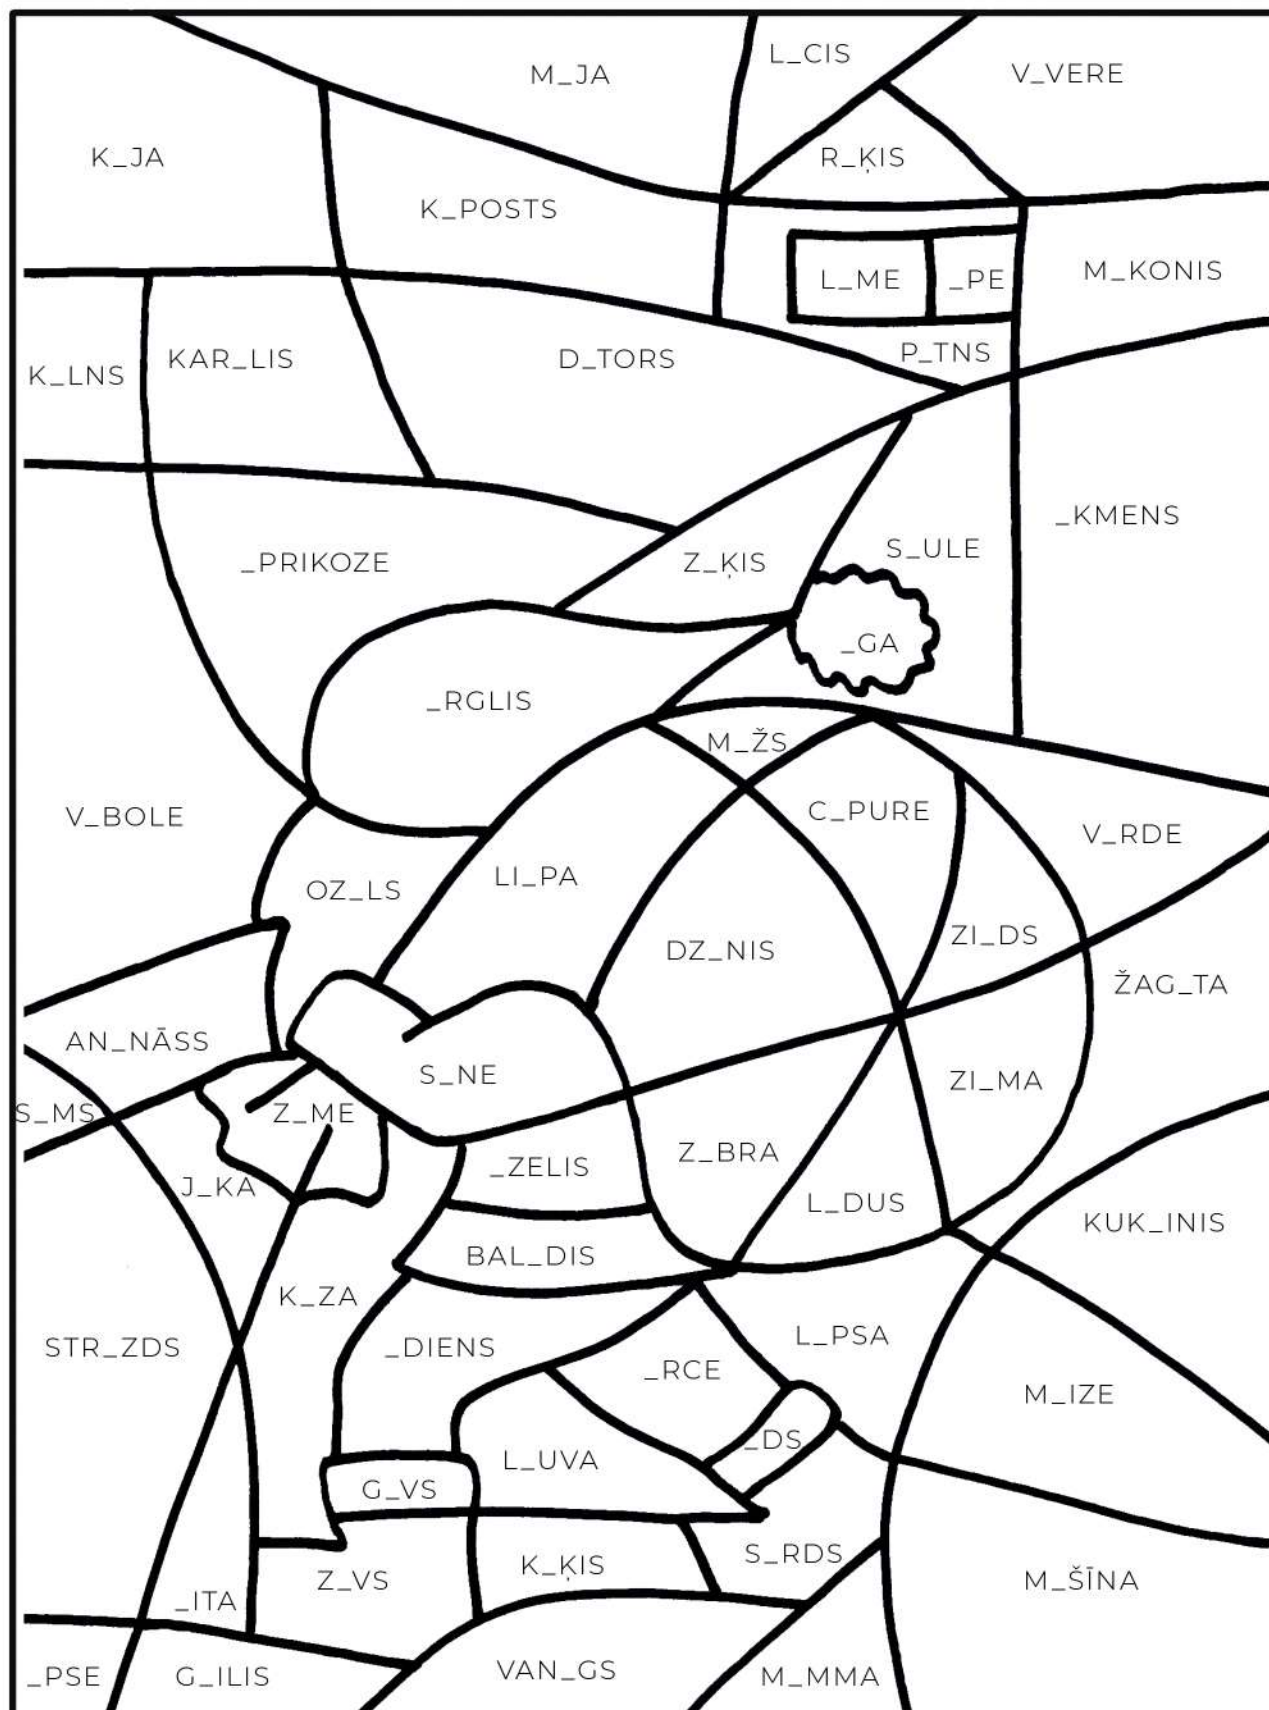 L_CIS
M_JA
V_VERE
K_JA
R_ĶIS
K_POSTS
M_KONIS
L_ME
_PE
P_TNS
KAR_LIS
D_TORS
K_LNS
_KMENS
S_ULE
_PRIKOZE
Z_ĶIS
_GA
_RGLIS
M_ŽS
C_PURE
V_BOLE
V_RDE
LI_PA
OZ_LS
ZI_DS
DZ_NIS
ŽAG_TA
AN_NĀSS
S_NE
ZI_MA
S_MS
Z_ME
Z_BRA
_ZELIS
J_KA
L_DUS
KUK_INIS
BAL_DIS
K_ZA
L_PSA
STR_ZDS
_DIENS
_RCE
M_IZE
_DS
L_UVA
G_VS
S_RDS
K_ĶIS
Z_VS
M_ŠĪNA
_ITA
VAN_GS
_PSE
G_ILIS
M_MMA